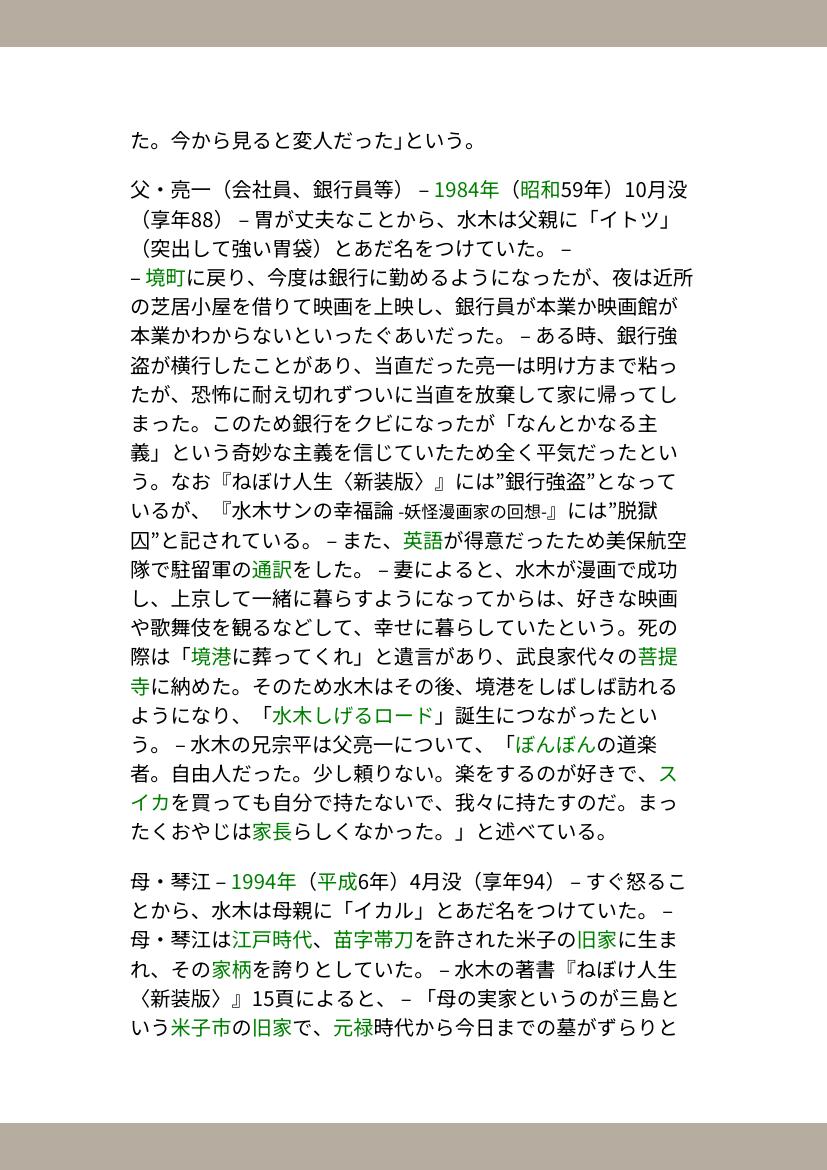 た。今から見ると変人だった」という。
父・亮一（会社員、銀行員等） – 1984年（昭和59年）10月没
（享年88） – 胃が丈夫なことから、水木は父親に「イトツ」
（突出して強い胃袋）とあだ名をつけていた。 –
– 境町に戻り、今度は銀行に勤めるようになったが、夜は近所
の芝居小屋を借りて映画を上映し、銀行員が本業か映画館が
本業かわからないといったぐあいだった。 – ある時、銀行強
盗が横行したことがあり、当直だった亮一は明け方まで粘っ
たが、恐怖に耐え切れずついに当直を放棄して家に帰ってし
まった。このため銀行をクビになったが「なんとかなる主
義」という奇妙な主義を信じていたため全く平気だったとい
う。なお『ねぼけ人生〈新装版〉』には”銀行強盗”となって
いるが、『水木サンの幸福論 -妖怪漫画家の回想-』には”脱獄
囚”と記されている。 – また、英語が得意だったため美保航空
隊で駐留軍の通訳をした。 – 妻によると、水木が漫画で成功
し、上京して一緒に暮らすようになってからは、好きな映画
や歌舞伎を観るなどして、幸せに暮らしていたという。死の
際は「境港に葬ってくれ」と遺言があり、武良家代々の菩提
寺に納めた。そのため水木はその後、境港をしばしば訪れる
ようになり、「水木しげるロード」誕生につながったとい
う。 – 水木の兄宗平は父亮一について、「ぼんぼんの道楽
者。自由人だった。少し頼りない。楽をするのが好きで、ス
イカを買っても自分で持たないで、我々に持たすのだ。まっ
たくおやじは家長らしくなかった。」と述べている。
母・琴江 – 1994年（平成6年）4月没（享年94） – すぐ怒るこ
とから、水木は母親に「イカル」とあだ名をつけていた。 –
母・琴江は江戸時代、苗字帯刀を許された米子の旧家に生ま
れ、その家柄を誇りとしていた。 – 水木の著書『ねぼけ人生
〈新装版〉』15頁によると、 – 「母の実家というのが三島と
いう米子市の旧家で、元禄時代から今日までの墓がずらりと